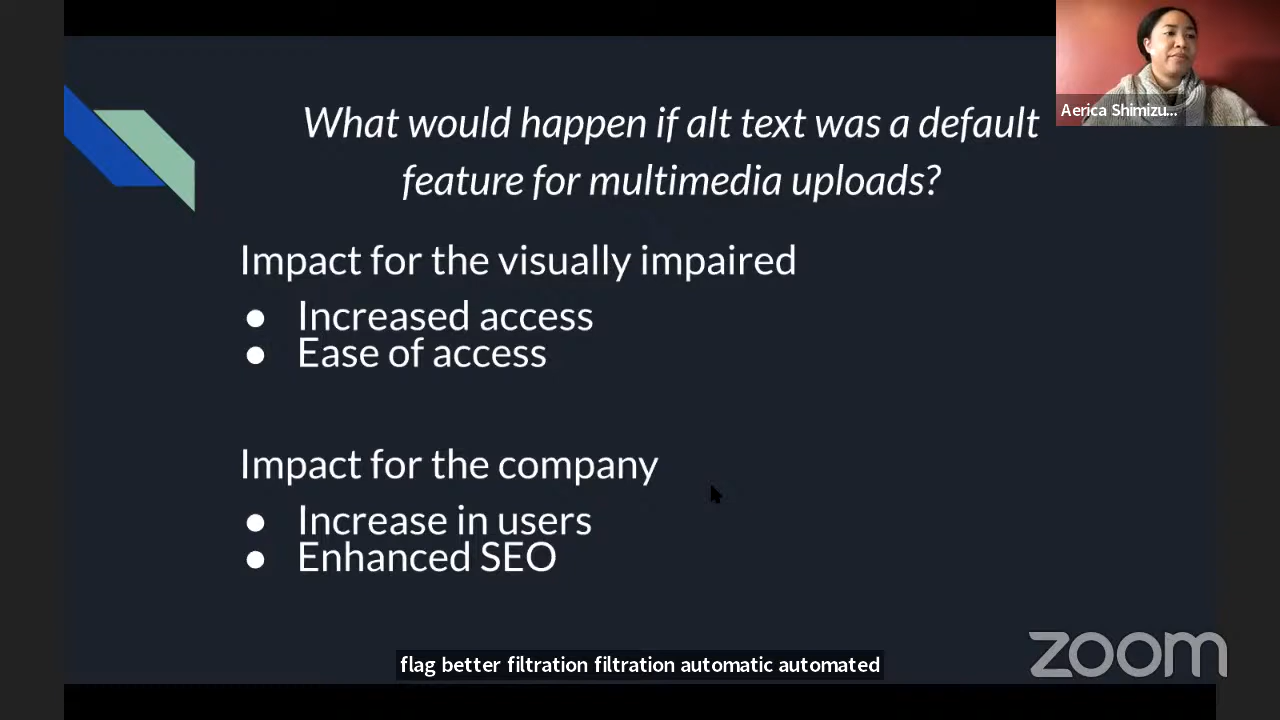 Aerica Shimizu...
What would happen if alt text was a default
feature for multimedia uploads?
Impact for the visually impaired
● Increased access
● Ease of access
Impact for the company
● Increase in users
● Enhanced SEO
flag better filtration filtration automatic automated
zoom